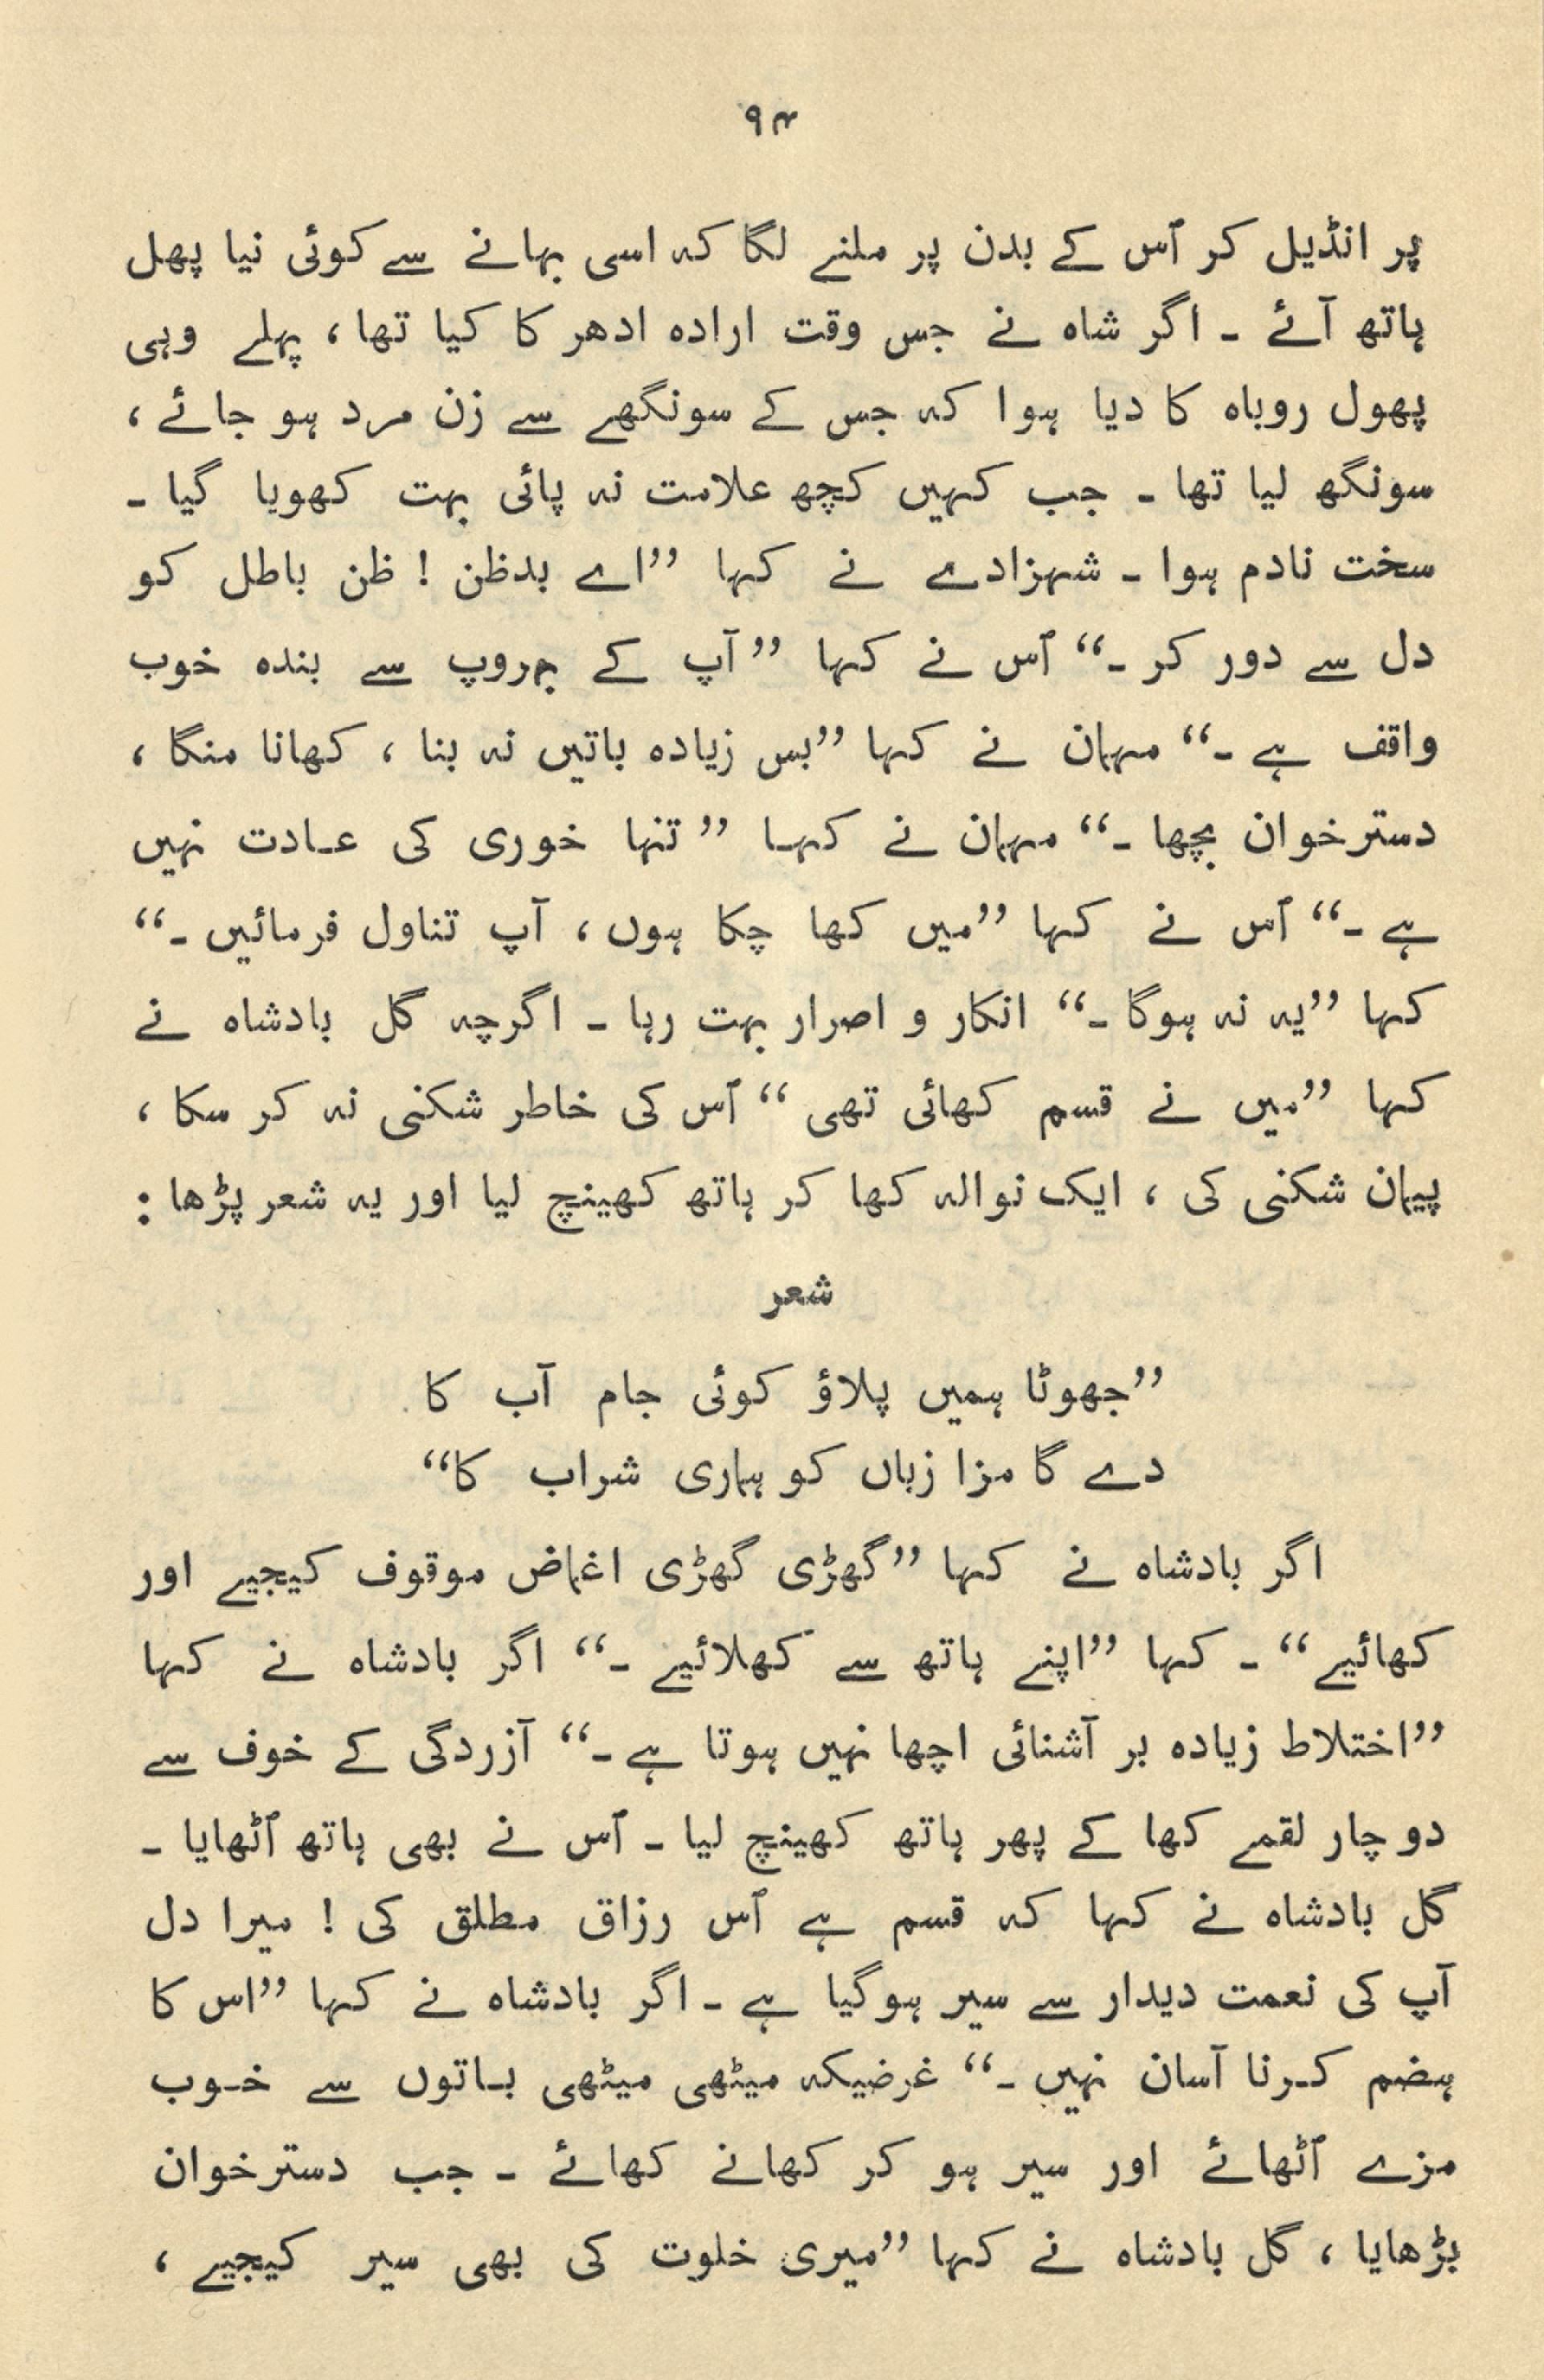 ۹۴
پر انڈیل کر اُس کے بدن پر ملنے لگا کہ اسی بہانے سے کوئی نیا پھل
ہاتھ آئے ۔ اگر شاہ نے جس وقت ارادہ ادھر کا کیا تھا ، پہلے وہی
پھول روباہ کا دیا ہوا کہ جس کے سونگھے سے زن مرد ہو جائے ،
سونگھ لیا تھا ۔ جب کہیں کچھ علامت نہ پائی بہت کھویا گیا ۔
سخت نادم ہوا ۔ شہزادے نے کہا ”اے بدظن ! ظن باطل کو
دل سے دور کر ۔“ اُس نے کہا ”آپ کے بہروپ سے بندہ خوب
واقف ہے ۔“ مہمان نے کہا ”بس زیادہ باتیں نہ بنا ، کھانا منگا ،
دسترخوان بچھا ۔“ مہمان نے کہا ”تنہا خوری کی عادت نہیں
ہے ۔“ اُس نے کہا ”میں کھا چکا ہوں ، آپ تناول فرمائیں ۔“
کہا ”یہ نہ ہوگا ۔“ انکار و اصرار بہت رہا ۔ اگرچہ گل بادشاہ نے
کہا ”میں نے قسم کھائی تھی“ اُس کی خاطر شکنی نہ کر سکا ،
پیمان شکنی کی ، ایک نوالہ کھا کر ہاتھ کھینچ لیا اور یہ شعر پڑھا :
شعر
”جھوٹا ہمیں پلاؤ کوئی جام آب کا
دے گا مزا زباں کو ہماری شراب کا“
اگر بادشاہ نے کہا ”گھڑی گھڑی اغماض موقوف کیجیے اور
کھائیے“ ۔ کہا ”اپنے ہاتھ سے کھلائیے ۔“ اگر بادشاہ نے کہا
”اختلاط زیادہ بر آشنائی اچھا نہیں ہوتا ہے ۔“ آزردگی کے خوف سے
دو چار لقمے کھا کے پھر ہاتھ کھینچ لیا ۔ اُس نے بھی ہاتھ اُٹھایا ۔
گل بادشاہ نے کہا کہ قسم ہے اُس رزاق مطلق کی ! میرا دل
آپ کی نعمت دیدار سے سیر ہوگیا ہے ۔ اگر بادشاہ نے کہا ”اس کا
ہضم کرنا آسان نہیں ۔“ غرضیکہ میٹھی میٹھی باتوں سے خوب
مزے اُٹھائے اور سیر ہو کر کھانے کھائے ۔ جب دسترخوان
بڑھایا ، گل بادشاہ نے کہا ”میری خلوت کی بھی سیر کیجیے ،